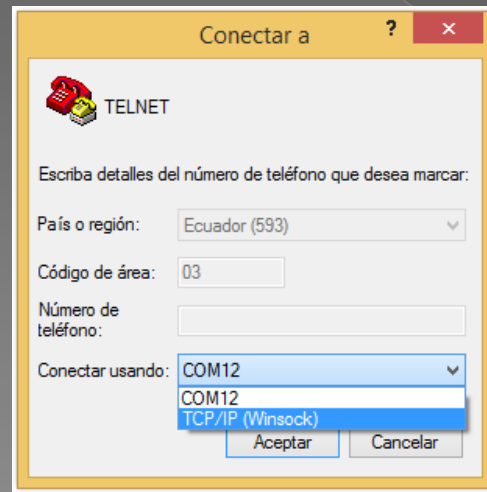 Conectar a
?
×
TELNET
Escriba detalles del número de teléfono que desea marcar:
País o región: Ecuador (593)
Código de área: 03
Número de
teléfono:
Conectar usando: COM12
COM12
TCP/IP (Winsock)
Aceptar Cancelar